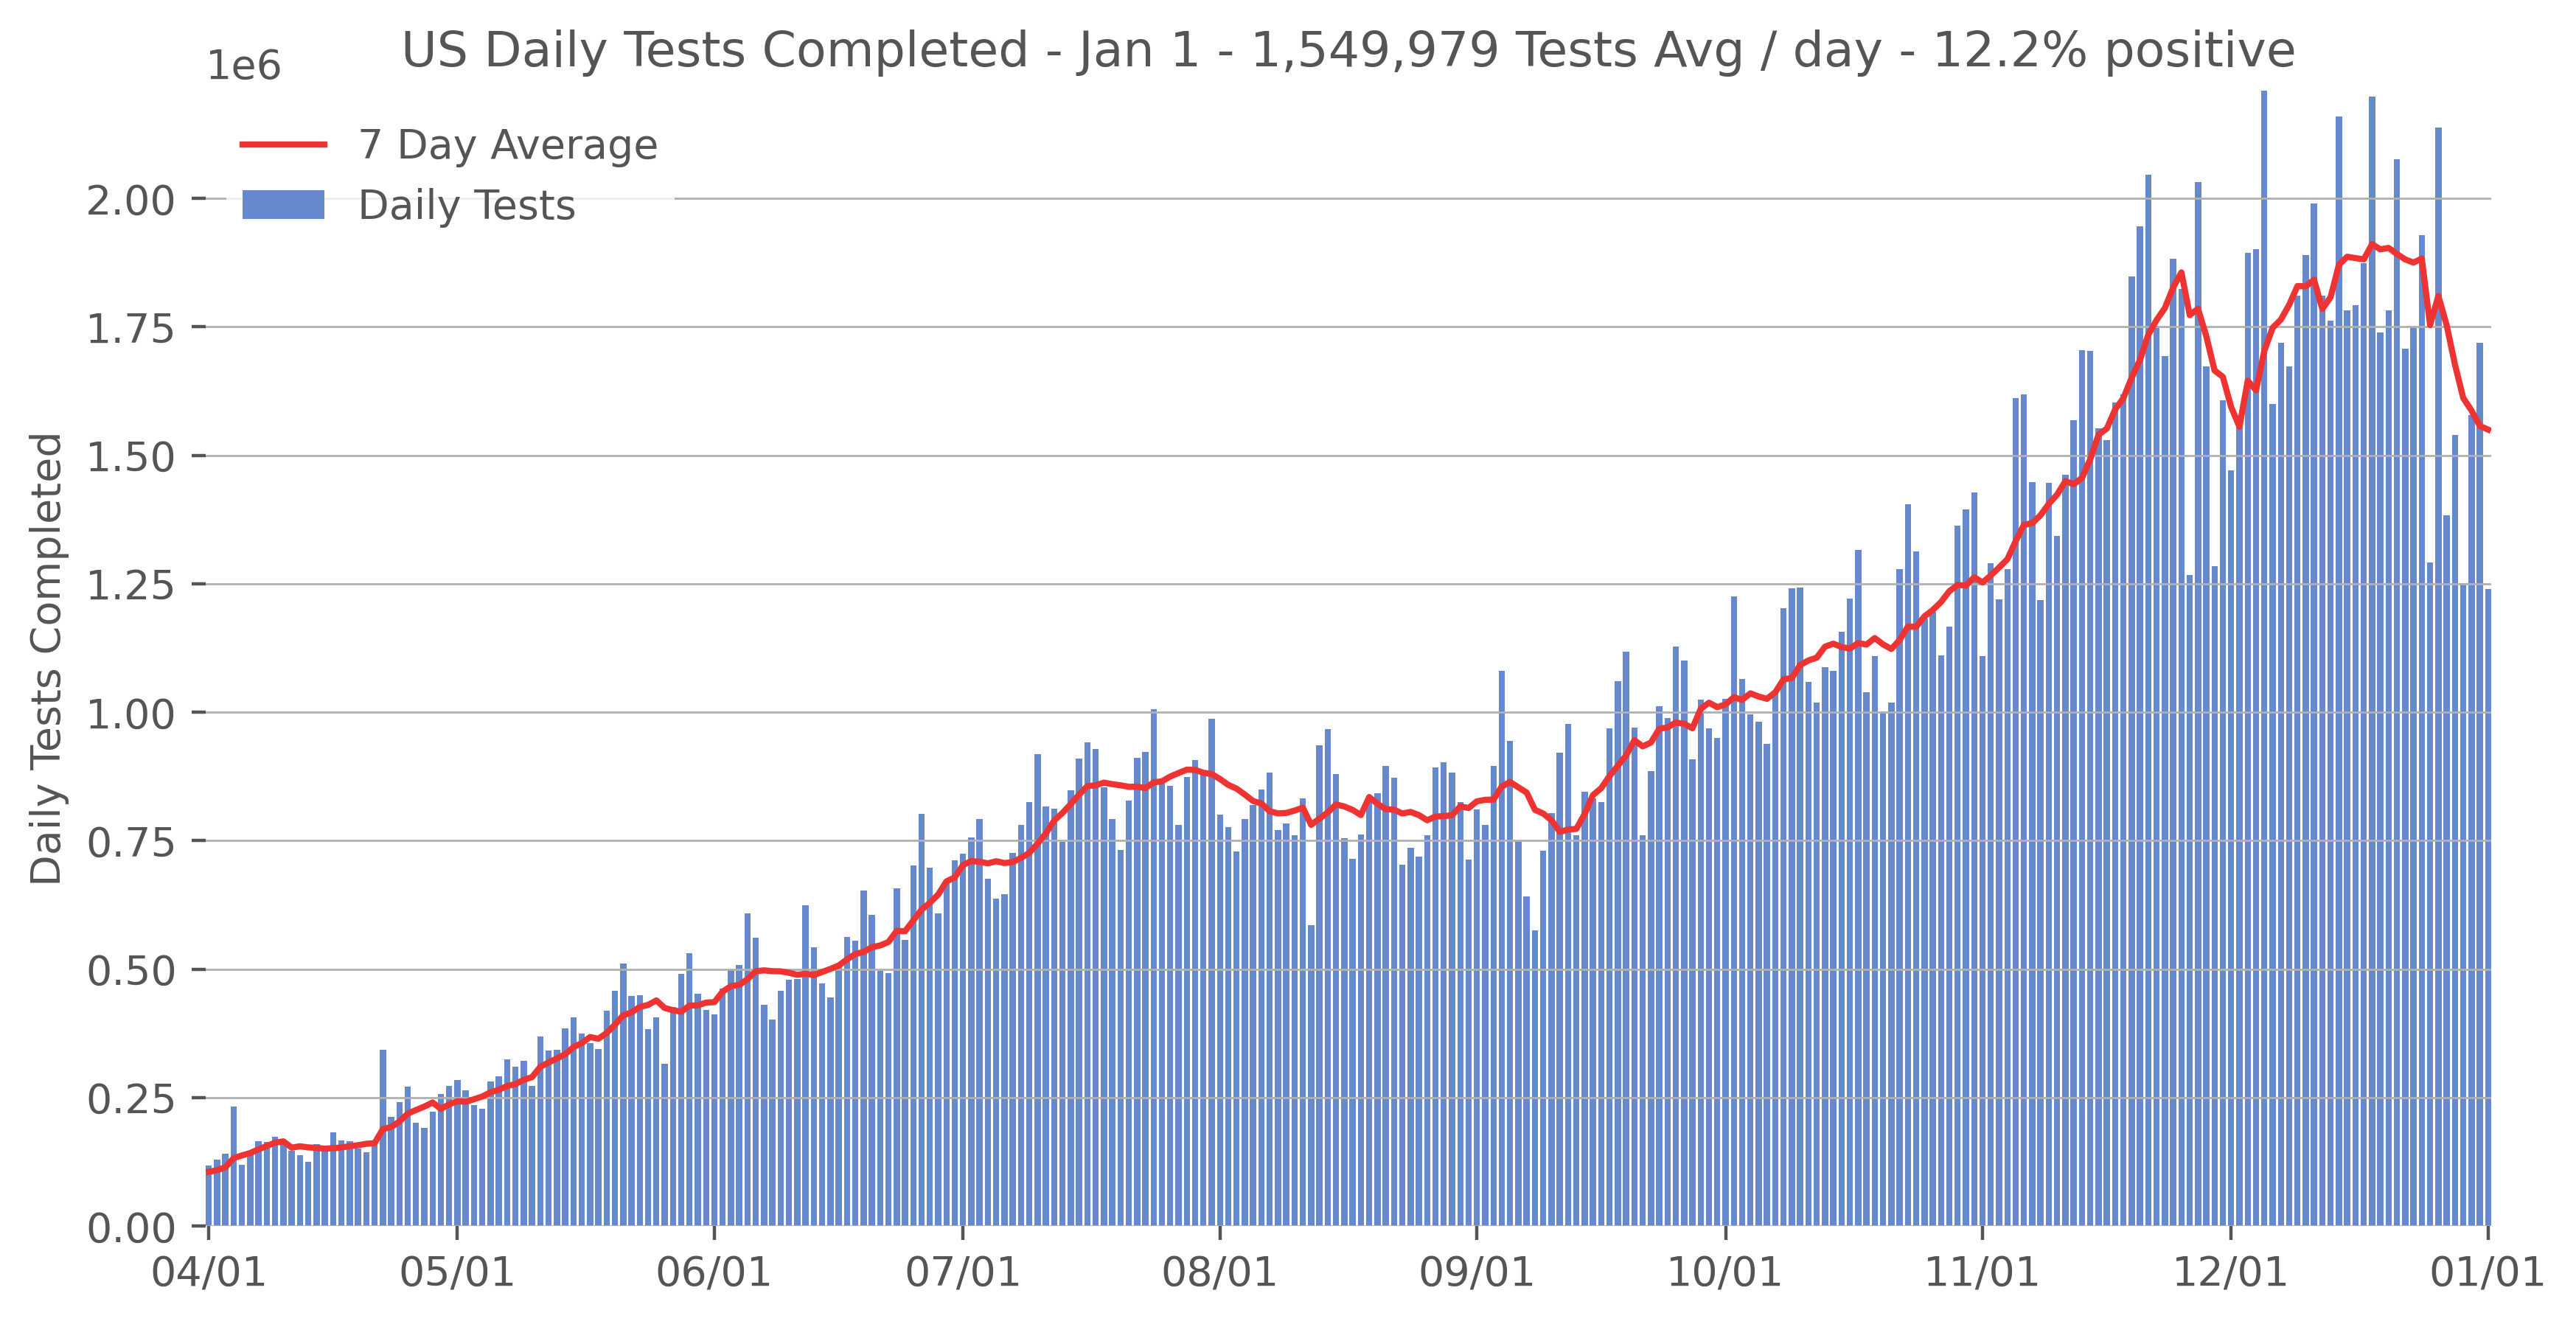 US Daily Tests Completed - Jan 1 - 1,549,979 Tests Avg / day - 12.2% positive
1e6
7 Day Average
Daily Tests
Daily Tests Completed
2.00
1.75
1.50
1.25
1.00
0.75
0.50
0.25
0.00
04/01 05/01 06/01 07/01 08/01 09/01 10/01 11/01 12/01 01/01